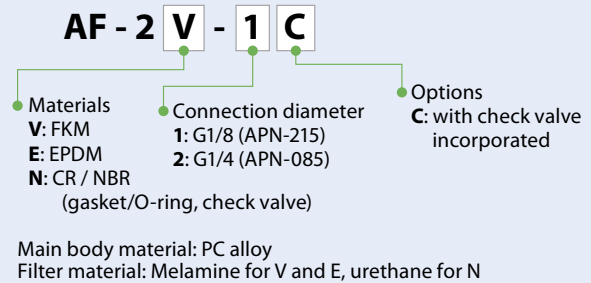 AF - 2 V - 1 C
Materials
V: FKM
E: EPDM
N: CR / NBR
(gasket/O-ring, check valve)
Connection diameter
1: G1/8 (APN-215)
2: G1/4 (APN-085)
Options
C: with check valve
incorporated
Main body material: PC alloy
Filter material: Melamine for V and E, urethane for N